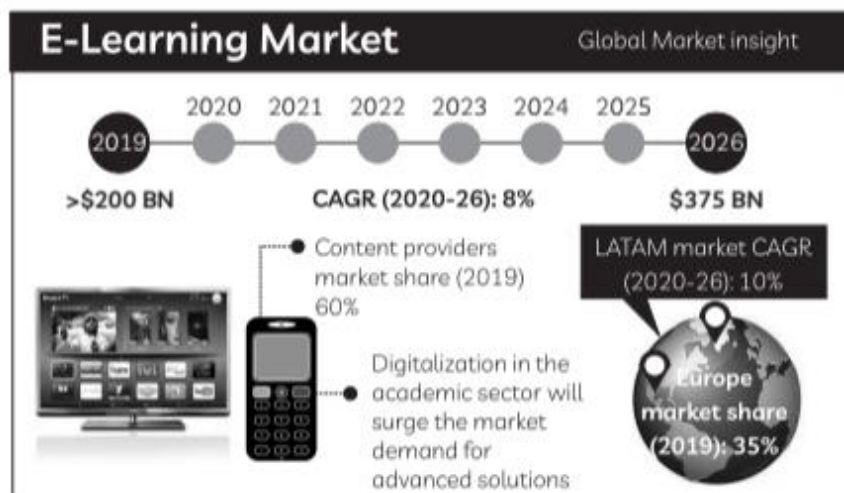 E-Learning Market
Global Market insight
2019
2020
2021
2022
2023
2024
2025
2026
>$200 BN
CAGR (2020-26): 8%
$375 BN
Content providers
market share (2019)
60%
LATAM market CAGR
(2020-26): 10%
Digitalization in the
academic sector will
surge the market
demand for
advanced solutions
Europe
market share
(2019): 35%